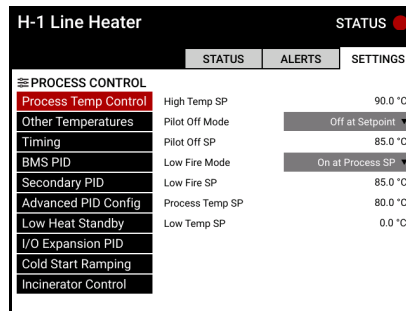 H-1 Line Heater
STATUS
STATUS ALERTS SETTINGS
PROCESS CONTROL
Process Temp Control
Other Temperatures
Timing
BMS PID
Secondary PID
Advanced PID Config
Low Heat Standby
I/O Expansion PID
Cold Start Ramping
Incinerator Control
High Temp SP 90.0 °C
Pilot Off Mode Off at Setpoint
Pilot Off SP 85.0 °C
Low Fire Mode On at Process SP
Low Fire SP 85.0 °C
Process Temp SP 80.0 °C
Low Temp SP 0.0 °C